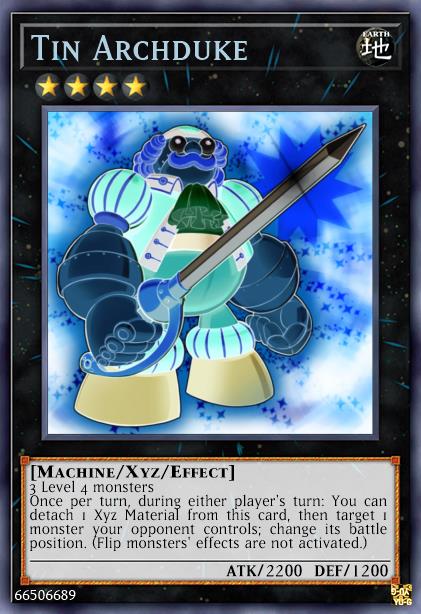 Tin Archduke
EARTH
地
[Machine/Xyz/Effect]
3 Level 4 monsters
Once per turn, during either player's turn: You can
detach 1 Xyz Material from this card, then target 1
monster your opponent controls; change its battle
position. (Flip monsters' effects are not activated.)
ATK/2200 DEF/1200
66506689